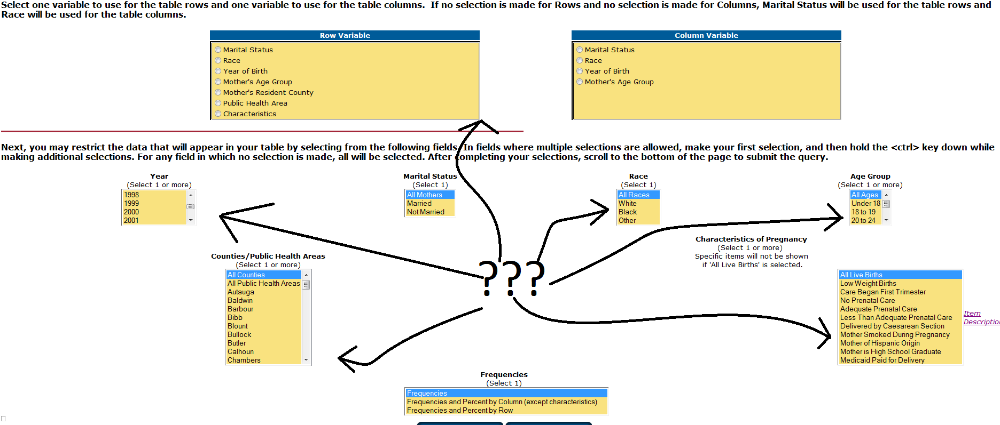 Select one variable to use for the table rows and one variable to use for the table columns.  If no selection is made for Rows and no selection is made for Columns, Marital Status will be used for the table rows and
Race will be used for the table columns.
Row Variable
Marital Status
Race
Year of Birth
Mother's Age Group
Mother's Resident County
Public Health Area
Characteristics
Column Variable
Marital Status
Race
Year of Birth
Mother's Age Group
Next, you may restrict the data that will appear in your table by selecting from the following fields. In fields where multiple selections are allowed, make your first selection, and then hold the <ctrl> key down while
making additional selections. For any field in which no selection is made, all will be selected. After completing your selections, scroll to the bottom of the page to submit the query.
Year
(Select 1 or more)
1998
1999
2000
2001
Marital Status
(Select 1)
All Mothers
Married
Not Married
Race
(Select 1)
All Races
White
Black
Other
Age Group
(Select 1 or more)
All Ages
Under 18
18 to 19
20 to 24
Counties/Public Health Areas
(Select 1 or more)
All Counties
All Public Health Areas
Autauga
Baldwin
Barbour
Bibb
Blount
Bullock
Butler
Calhoun
Chambers
???
Characteristics of Pregnancy
(Select 1 or more)
Specific items will not be shown
if 'All Live Births' is selected.
All Live Births
Low Weight Births
Care Began First Trimester
No Prenatal Care
Adequate Prenatal Care
Less Than Adequate Prenatal Care
Delivered by Caesarean Section
Mother Smoked During Pregnancy
Mother of Hispanic Origin
Mother is High School Graduate
Medicaid Paid for Delivery
Item
Description
Frequencies
(Select 1)
Frequencies
Frequencies and Percent by Column (except characteristics)
Frequencies and Percent by Row